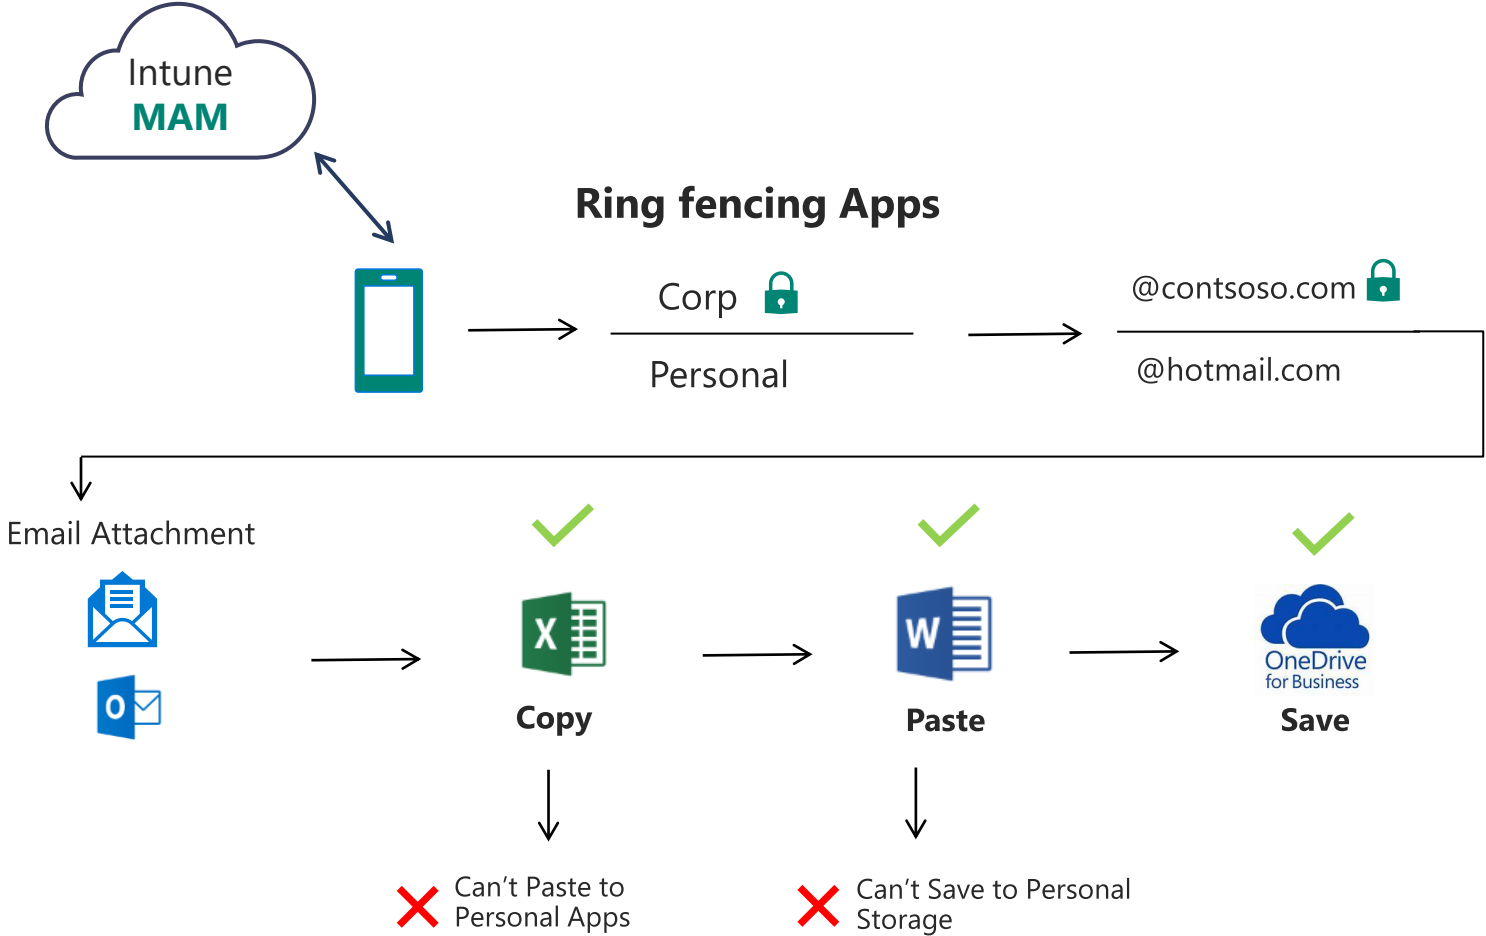 Intune
MAM
Ring fencing Apps
Corp
Personal
@contsoso.com
@hotmail.com
Email Attachment
O
X
Copy
W
Paste
OneDrive
for Business
Save
Can't Paste to
Personal Apps
Can't Save to Personal
Storage